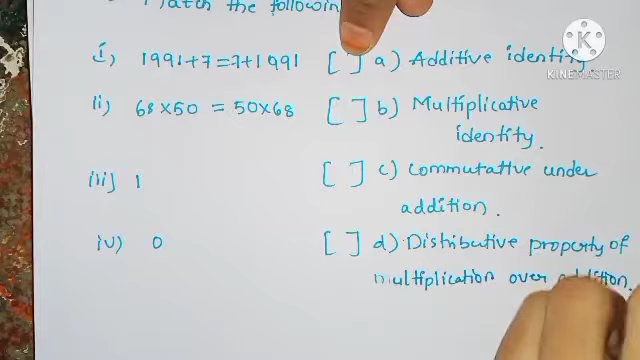 Match the following
i) 1991+7=7+1991 [ ] a) Additive identity.
ii) 68×50 = 50×68 [ ] b) Multiplicative
identity.
iii) 1 [ ] c) Commutative under
addition.
iv) 0 [ ] d) Distributive property of
multiplication over addition.
KINEMASTER